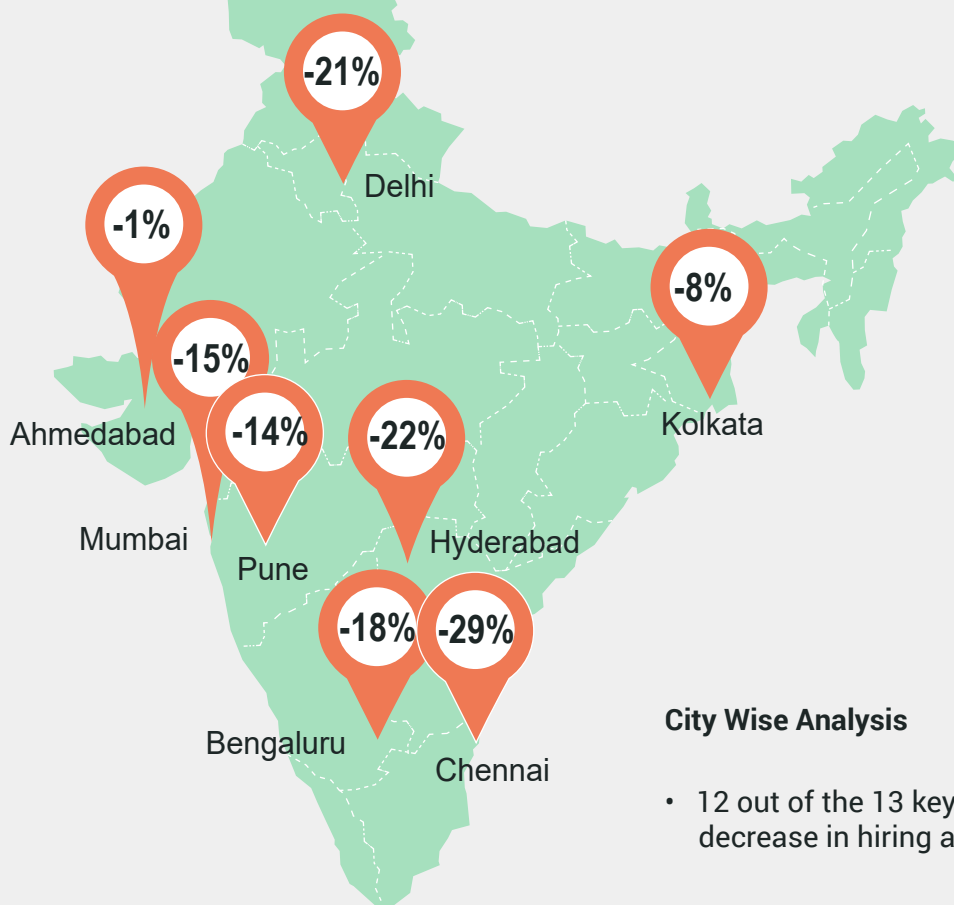 -21%
Delhi
-1%
-8%
-15%
-14%
-22%
Kolkata
Ahmedabad
Mumbai
Hyderabad
Pune
-18%
-29%
City Wise Analysis
Bengaluru
Chennai
• 12 out of the 13 key
decrease in hiring a